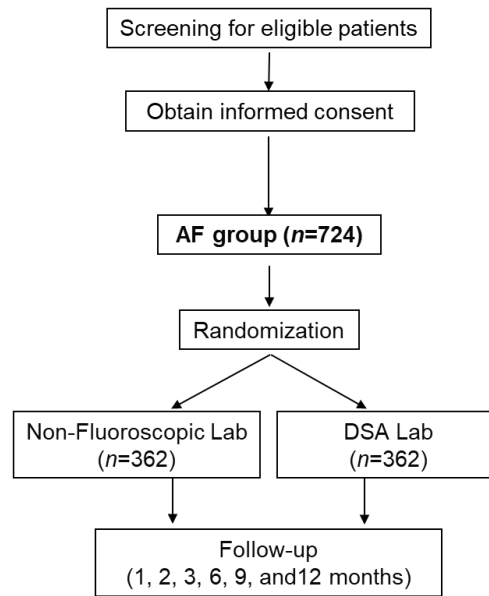 Screening for eligible patients
Obtain informed consent
AF group (n=724)
Randomization
Non-Fluoroscopic Lab
(n=362)
DSA Lab
(n=362)
Follow-up
(1, 2, 3, 6, 9, and12 months)